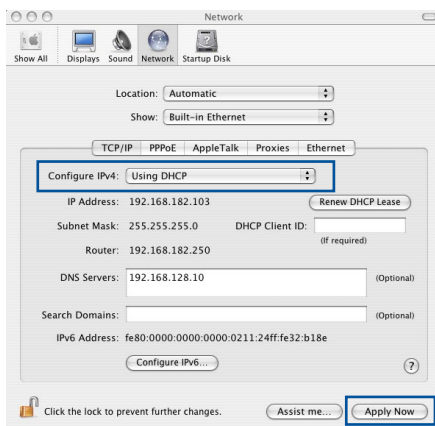 Network
Show All Displays Sound Network Startup Disk
Location: Automatic
Show: Built-in Ethernet
TCP/IP PPPoE AppleTalk Proxies Ethernet
Configure IPv4: Using DHCP
IP Address: 192.168.182.103 Renew DHCP Lease
Subnet Mask: 255.255.255.0 DHCP Client ID:
(If required)
Router: 192.168.182.250
DNS Servers: 192.168.128.10 (Optional)
Search Domains: (Optional)
IPv6 Address: fe80:0000:0000:0000:0211:24ff:fe32:b18e
Configure IPv6... ?
Click the lock to prevent further changes. Assist me... Apply Now